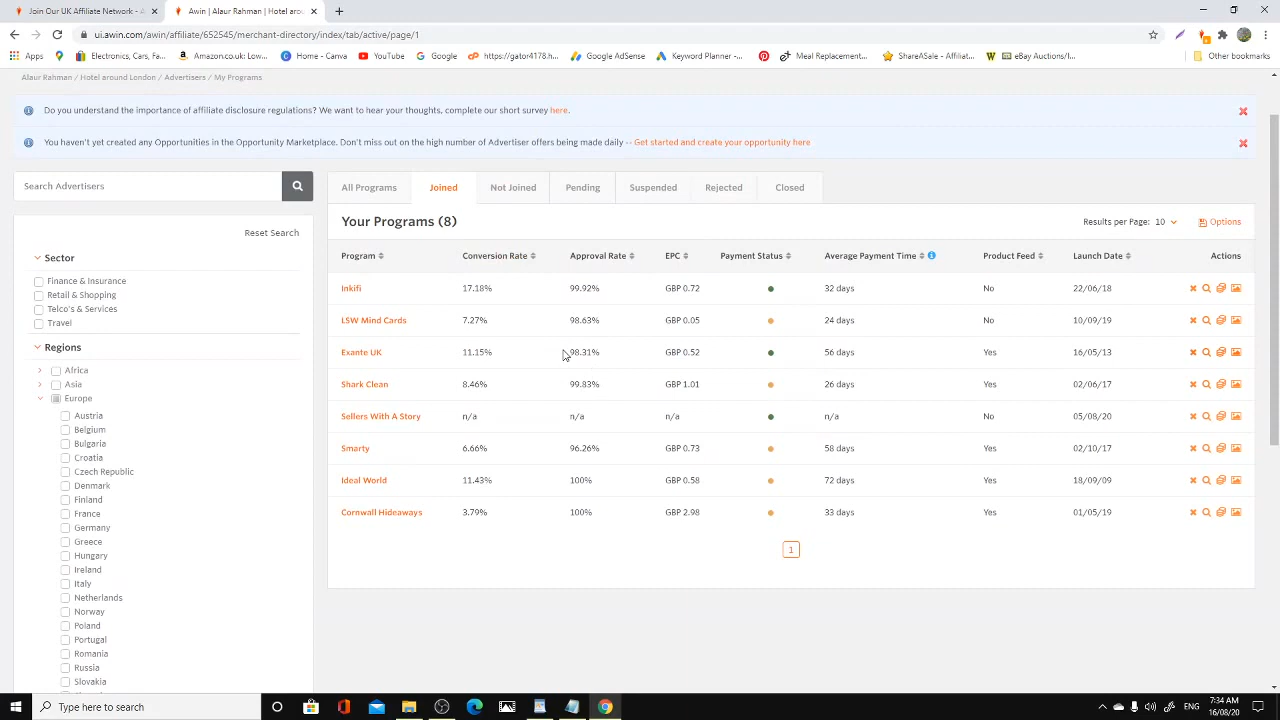 Join Our UK Affiliate Network - A
Awin | Alaur Rahman | Hotel arou
ui.awin.com/awin/affiliate/652545/merchant-directory/index/tab/active/page/1
Apps
Electronics, Cars, Fa...
Amazon.co.uk: Low...
Home - Gator
YouTube
Google
https://gator4178.h...
Google AdSense
Keyword Planner -...
Meal Replacement...
ShareASale - Affiliat...
eBay Auctions/I...
Other bookmarks
Alaur Rahman / Hotel around London / Advertisers / My Programs
Do you understand the importance of affiliate disclosure regulations? We want to hear your thoughts, complete our short survey here.
You haven't yet created any Opportunities in the Opportunity Marketplace. Don't miss out on the high number of Advertiser offers being made daily -- Get started and create your opportunity here
Search Advertisers
All Programs Joined Not Joined Pending Suspended Rejected Closed
Your Programs (8)
Results per Page: 10
Options
Reset Search
Program Conversion Rate Approval Rate EPC Payment Status Average Payment Time Product Feed Launch Date Actions
Inkifi 17.18% 99.92% GBP 0.72 32 days No 22/06/18
LSW Mind Cards 7.27% 98.63% GBP 0.05 24 days No 10/09/19
Exante UK 11.15% 98.31% GBP 0.52 56 days Yes 16/05/13
Shark Clean 8.46% 99.83% GBP 1.01 26 days Yes 02/06/17
Sellers With A Story n/a n/a n/a n/a No 05/08/20
Smarty 6.66% 96.26% GBP 0.73 58 days Yes 02/10/17
Ideal World 11.43% 100% GBP 0.58 72 days Yes 18/09/09
Cornwall Hideaways 3.79% 100% GBP 2.98 33 days Yes 01/05/19
1
Sector
Finance & Insurance
Retail & Shopping
Telco's & Services
Travel
Regions
Africa
Asia
Europe
Austria
Belgium
Bulgaria
Croatia
Czech Republic
Denmark
Finland
France
Germany
Greece
Hungary
Ireland
Italy
Netherlands
Norway
Poland
Portugal
Romania
Russia
Slovakia
Type here to search
7:34 AM
16/08/20